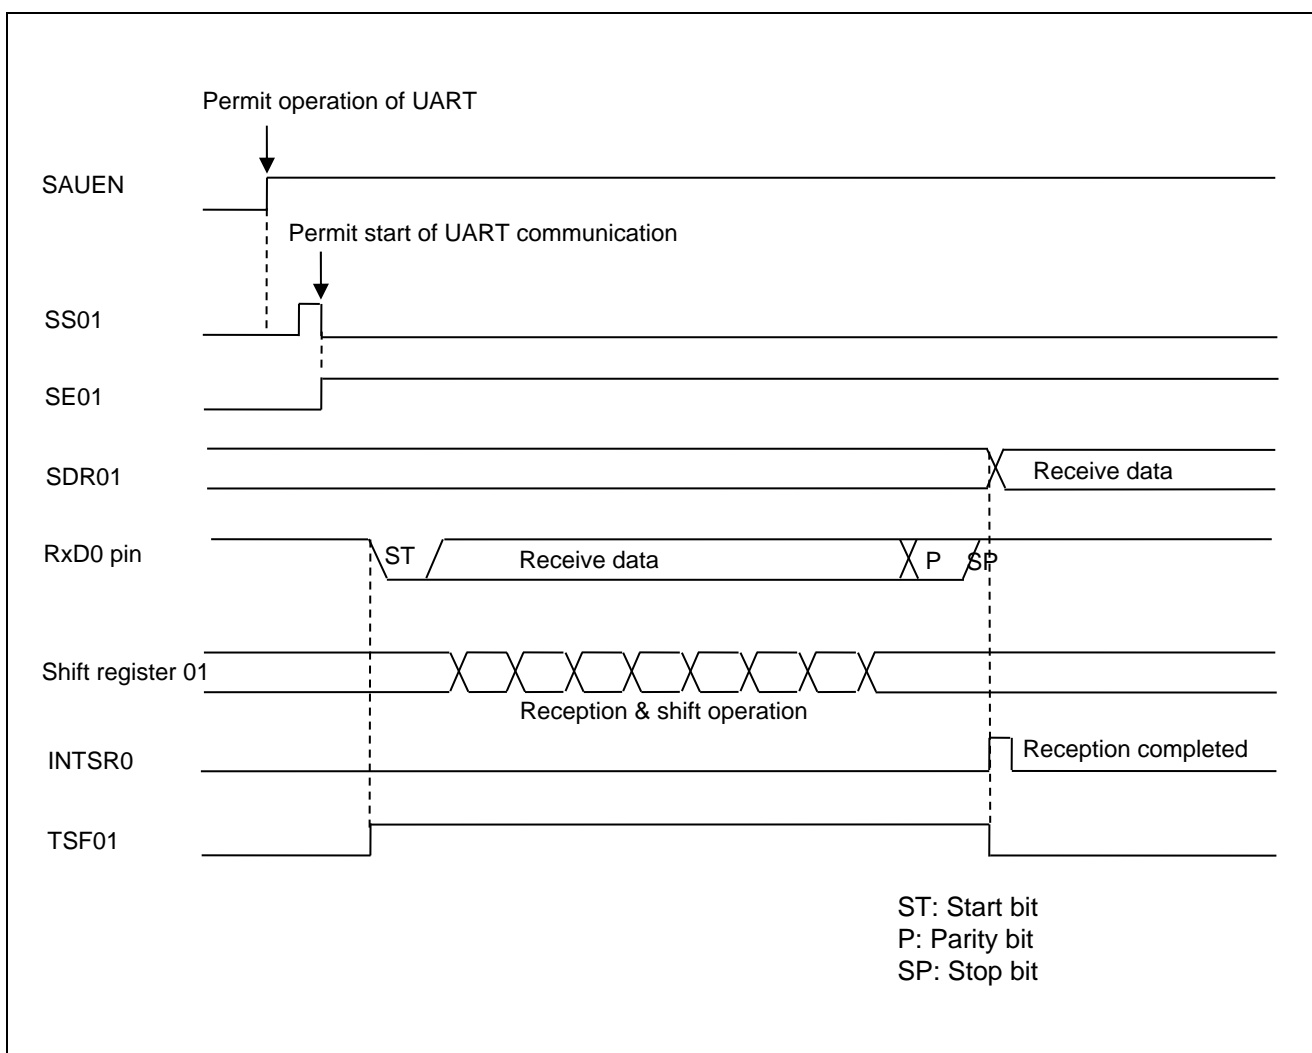 Permit operation of UART
SAUEN
Permit start of UART communication
SS01
SE01
SDR01
Receive data
RxD0 pin
ST
Receive data
P
SP
Shift register 01
Reception & shift operation
INTSR0
Reception completed
TSF01
ST: Start bit
P: Parity bit
SP: Stop bit